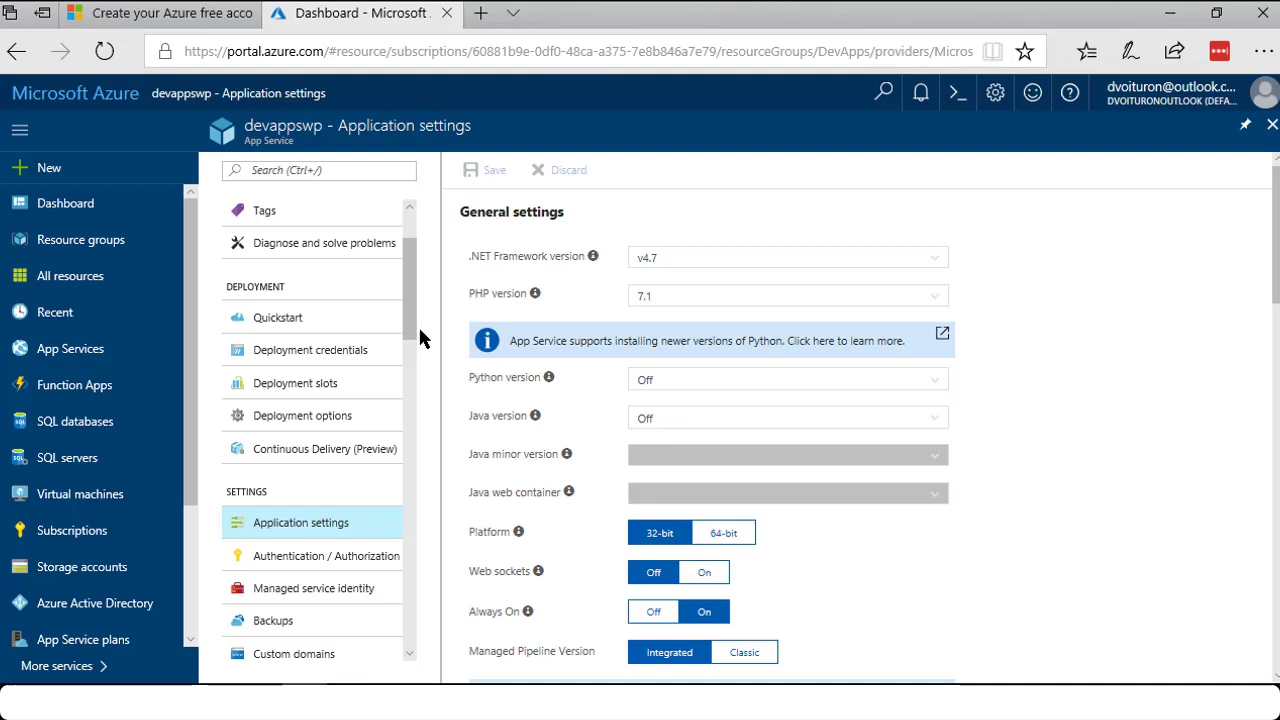 Create your Azure free acco
Dashboard - Microsoft
https://portal.azure.com/#resource/subscriptions/60881b9e-0df0-48ca-a375-7e8b846a7e79/resourceGroups/DevApps/providers/Micros
Microsoft Azure
devappswp - Application settings
dvoituron@outlook.c...
DVOITURONOUTLOOK (DEFA...
devappswp - Application settings
App Service
New
Dashboard
Resource groups
All resources
Recent
App Services
Function Apps
SQL databases
SQL servers
Virtual machines
Subscriptions
Storage accounts
Azure Active Directory
App Service plans
More services
Search (Ctrl+/)
Tags
Diagnose and solve problems
DEPLOYMENT
Quickstart
Deployment credentials
Deployment slots
Deployment options
Continuous Delivery (Preview)
SETTINGS
Application settings
Authentication / Authorization
Managed service identity
Backups
Custom domains
Save
Discard
General settings
.NET Framework version
v4.7
PHP version
7.1
App Service supports installing newer versions of Python. Click here to learn more.
Python version
Off
Java version
Off
Java minor version
Java web container
Platform
32-bit
64-bit
Web sockets
Off
On
Always On
Off
On
Managed Pipeline Version
Integrated
Classic